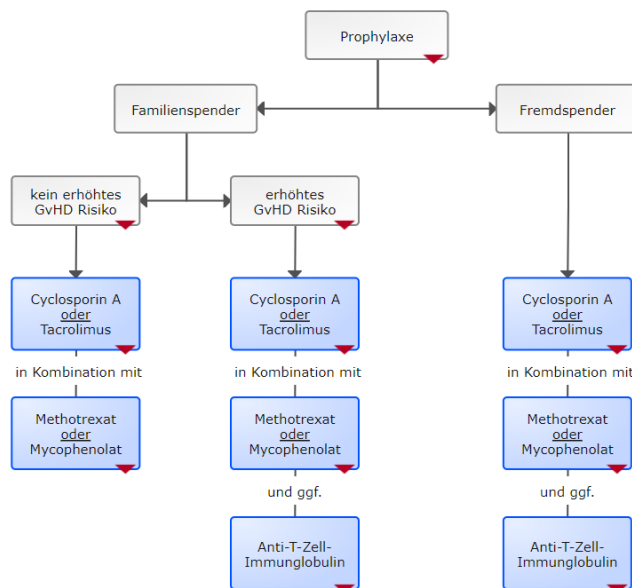 Prophylaxe
Familienspender
Fremdspender
kein erhöhtes
GvHD Risiko
erhöhtes
GvHD Risiko
Cyclosporin A
oder
Tacrolimus
Cyclosporin A
oder
Tacrolimus
Cyclosporin A
oder
Tacrolimus
in Kombination mit
in Kombination mit
in Kombination mit
Methotrexat
oder
Mycophenolat
Methotrexat
oder
Mycophenolat
Methotrexat
oder
Mycophenolat
und ggf.
und ggf.
Anti-T-Zell-
Immunglobulin
Anti-T-Zell-
Immunglobulin